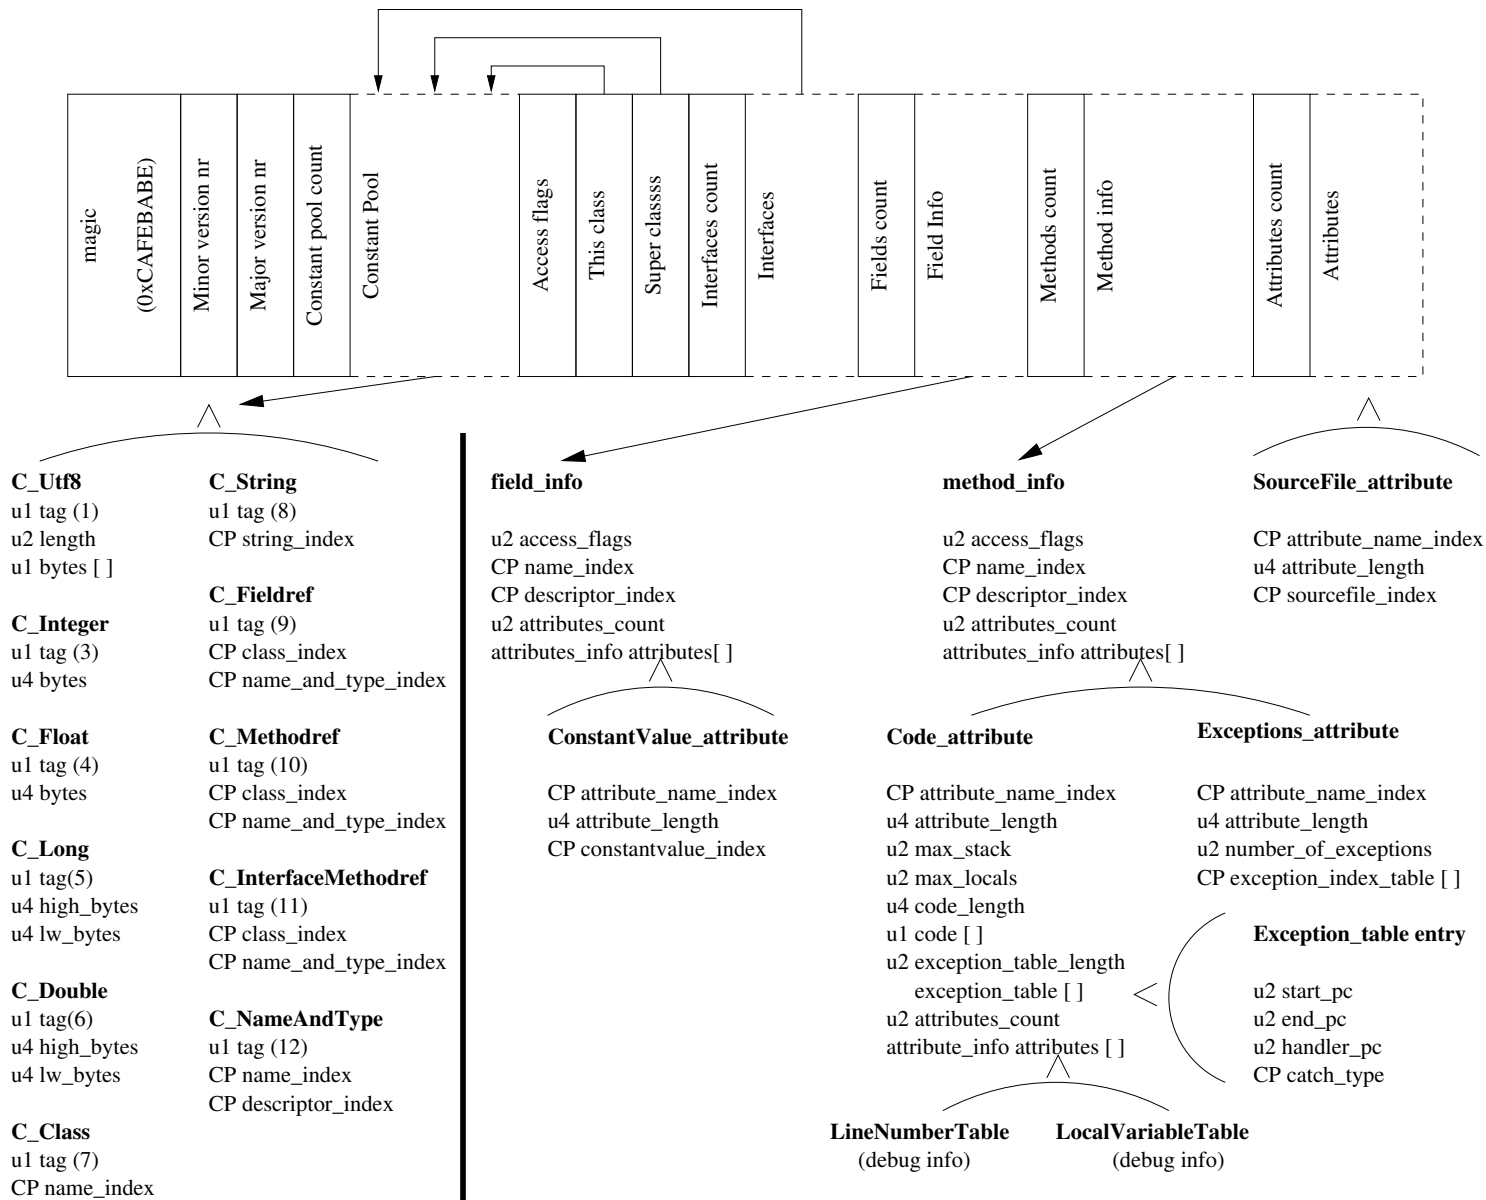 magic
(0xCAFEBABE)
Minor version nr
Major version nr
Constant pool count
Constant Pool
Access flags
This class
Super classss
Interfaces count
Interfaces
Fields count
Field Info
Methods count
Method info
Attributes count
Attributes
C_Utf8
u1 tag (1)
u2 length
u1 bytes [ ]
C_Integer
u1 tag (3)
u4 bytes
C_Float
u1 tag (4)
u4 bytes
C_Long
u1 tag(5)
u4 high_bytes
u4 lw_bytes
C_Double
u1 tag(6)
u4 high_bytes
u4 lw_bytes
C_Class
u1 tag (7)
CP name_index
C_String
u1 tag (8)
CP string_index
C_Fieldref
u1 tag (9)
CP class_index
CP name_and_type_index
C_Methodref
u1 tag (10)
CP class_index
CP name_and_type_index
C_InterfaceMethodref
u1 tag (11)
CP class_index
CP name_and_type_index
C_NameAndType
u1 tag (12)
CP name_index
CP descriptor_index
field_info
u2 access_flags
CP name_index
CP descriptor_index
u2 attributes_count
attributes_info attributes[ ]
ConstantValue_attribute
CP attribute_name_index
u4 attribute_length
CP constantvalue_index
method_info
u2 access_flags
CP name_index
CP descriptor_index
u2 attributes_count
attributes_info attributes[ ]
Code_attribute
CP attribute_name_index
u4 attribute_length
u2 max_stack
u2 max_locals
u4 code_length
u1 code [ ]
u2 exception_table_length
exception_table [ ]
u2 attributes_count
attribute_info attributes [ ]
LineNumberTable
(debug info)
LocalVariableTable
(debug info)
SourceFile_attribute
CP attribute_name_index
u4 attribute_length
CP sourcefile_index
Exceptions_attribute
CP attribute_name_index
u4 attribute_length
u2 number_of_exceptions
CP exception_index_table [ ]
Exception_table entry
u2 start_pc
u2 end_pc
u2 handler_pc
CP catch_type